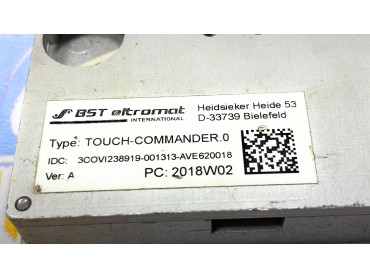 BST eltromat
INTERNATIONAL
Heidsieker Heide 53
D-33739 Bielefeld
Type: TOUCH-COMMANDER.0
IDC: 3COVI238919-001313-AVE620018
Ver: A
PC: 2018W02